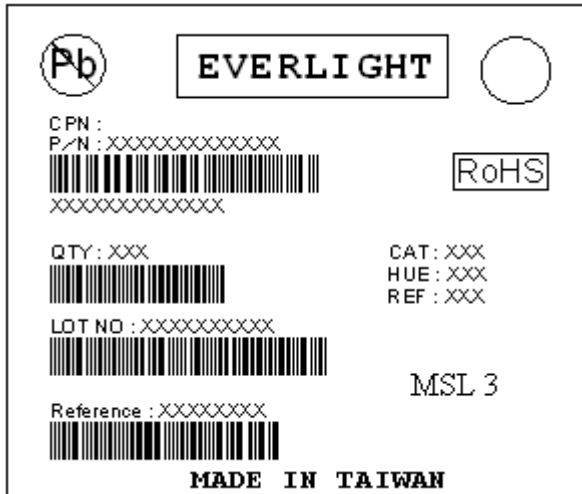 Pb
EVERLIGHT
CPN :
P/N : XXXXXXXXXXXXX
RoHS
XXXXXXXXXXXXX
QTY : XXX
CAT : XXX
HUE : XXX
REF : XXX
LOT NO : XXXXXXXXXX
MSL 3
Reference : XXXXXXXX
MADE IN TAIWAN